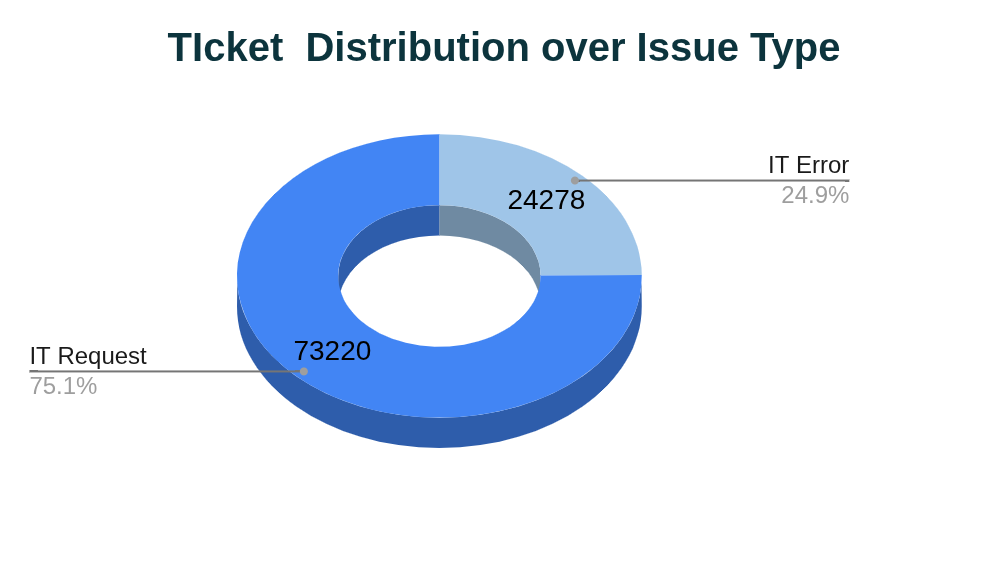 TIcket  Distribution over Issue Type
IT Error
24.9%
24278
73220
IT Request
75.1%